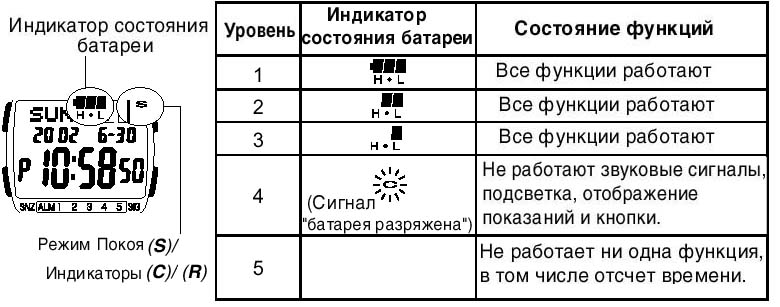 Индикатор состояния
батареи
SUN
H • L
S
2002 6-30
P 10:58 50
SNZ ALM 1 2 3 4 5 SIG
Режим Покоя (S)/
Индикаторы (C)/ (R)
Уровень
Индикатор
состояния батареи
Состояние функций
1
H • L
Все функции работают
2
H • L
Все функции работают
3
H • L
Все функции работают
4
C
(Сигнал
"батарея разряжена")
Не работают звуковые сигналы,
подсветка, отображение
показаний и кнопки.
5
Не работает ни одна функция,
в том числе отсчет времени.